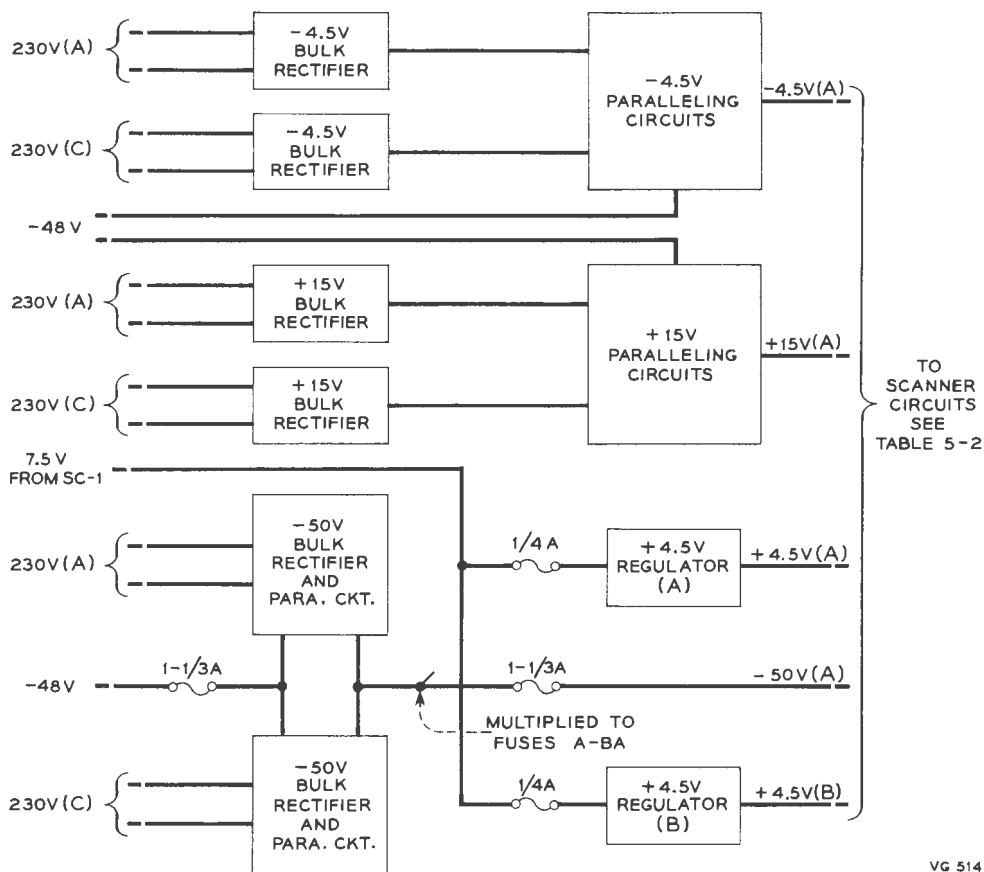 230V(A)
-4.5V
BULK
RECTIFIER
-4.5V
PARALLELING
CIRCUITS
-4.5V(A)
230V(C)
-4.5V
BULK
RECTIFIER
-48V
230V(A)
+15V
BULK
RECTIFIER
+15V
PARALLELING
CIRCUITS
+15V(A)
230V(C)
+15V
BULK
RECTIFIER
TO
SCANNER
CIRCUITS
SEE
TABLE 5-2
7.5 V
FROM SC-1
230V(A)
-50V
BULK
RECTIFIER
AND
PARA. CKT.
1/4A
+4.5V
REGULATOR
(A)
+4.5V(A)
-48V
1-1/3A
1-1/3A
-50V(A)
MULTIPLIED TO
FUSES A-BA
230V(C)
-50V
BULK
RECTIFIER
AND
PARA. CKT.
1/4A
+4.5V
REGULATOR
(B)
+4.5V(B)
VG 514